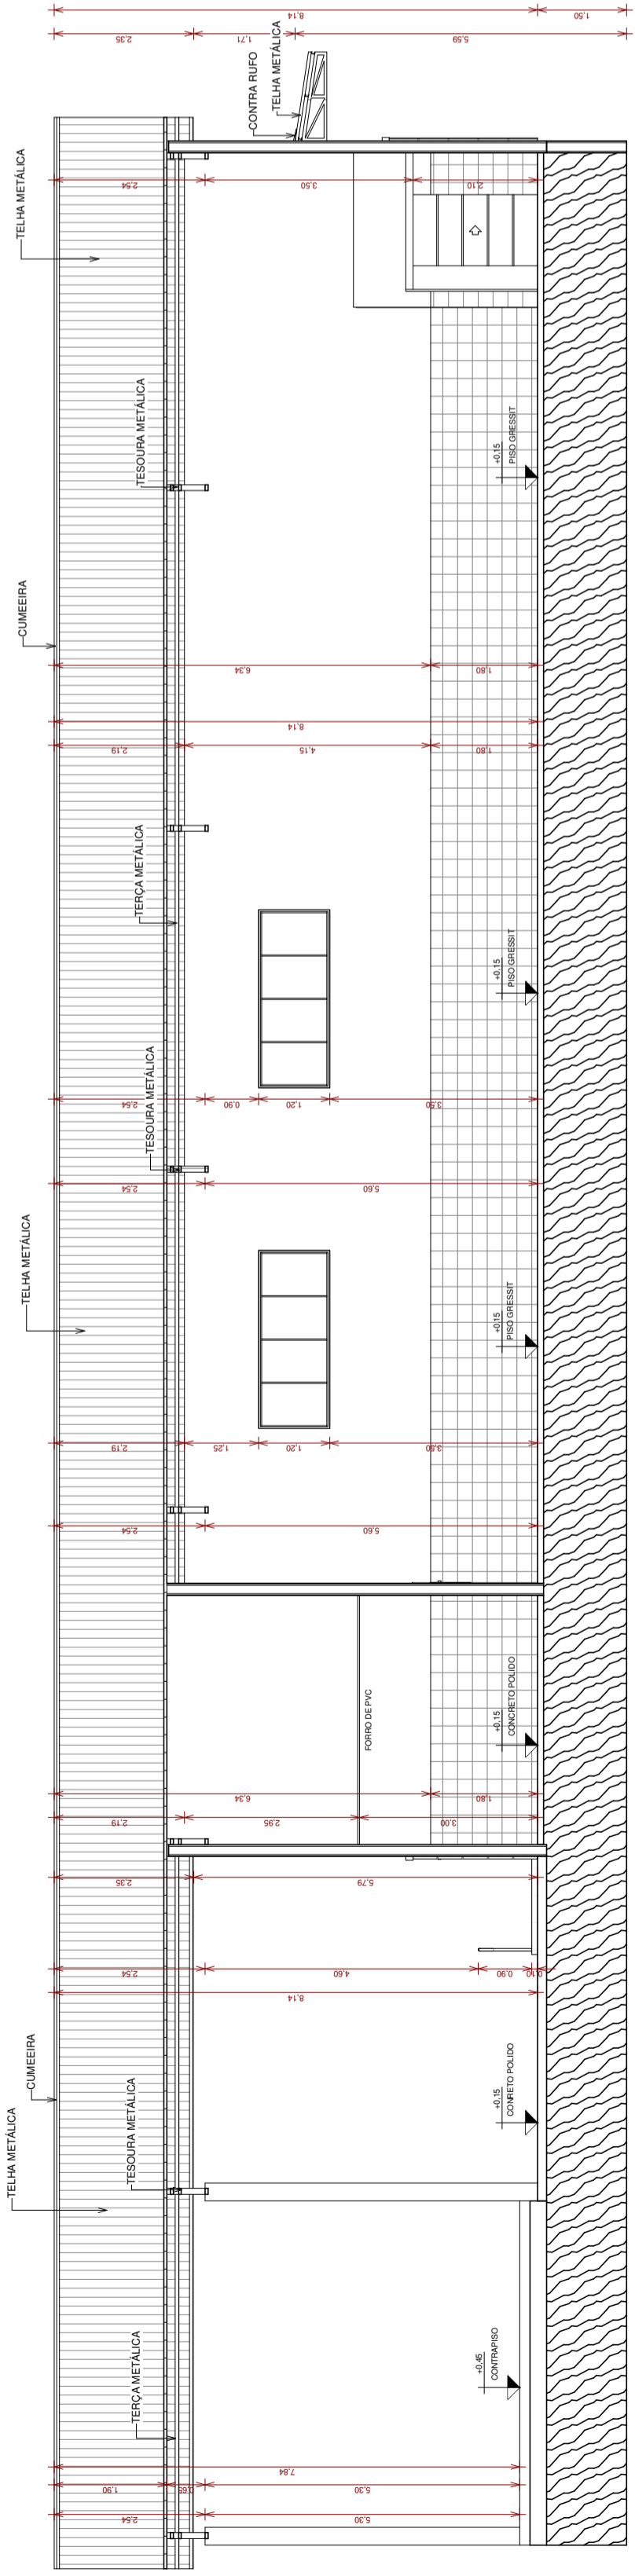 8,14
1,50
2,35
1,71
5,59
CONTRA RUFO
TELHA METÁLICA
TELHA METÁLICA
2,54
3,50
2,10
TESOURA METÁLICA
+0,15
PISO GRESSIT
CUMEEIRA
6,34
1,80
8,14
2,19
4,15
1,80
TERÇA METÁLICA
+0,15
PISO GRESSIT
TESOURA METÁLICA
2,54
0,90
1,20
3,50
2,54
5,60
TELHA METÁLICA
+0,15
PISO GRESSIT
2,19
1,25
1,20
3,50
2,54
5,60
FORRO DE PVC
+0,15
CONCRETO POLIDO
6,34
1,80
2,19
2,95
3,00
2,35
5,79
2,54
4,60
0,90
0,10
8,14
CUMEEIRA
TELHA METÁLICA
TESOURA METÁLICA
+0,15
CONRETO POLIDO
TERÇA METÁLICA
+0,45
CONTRAPISO
7,84
1,90
0,65
5,30
2,54
5,30